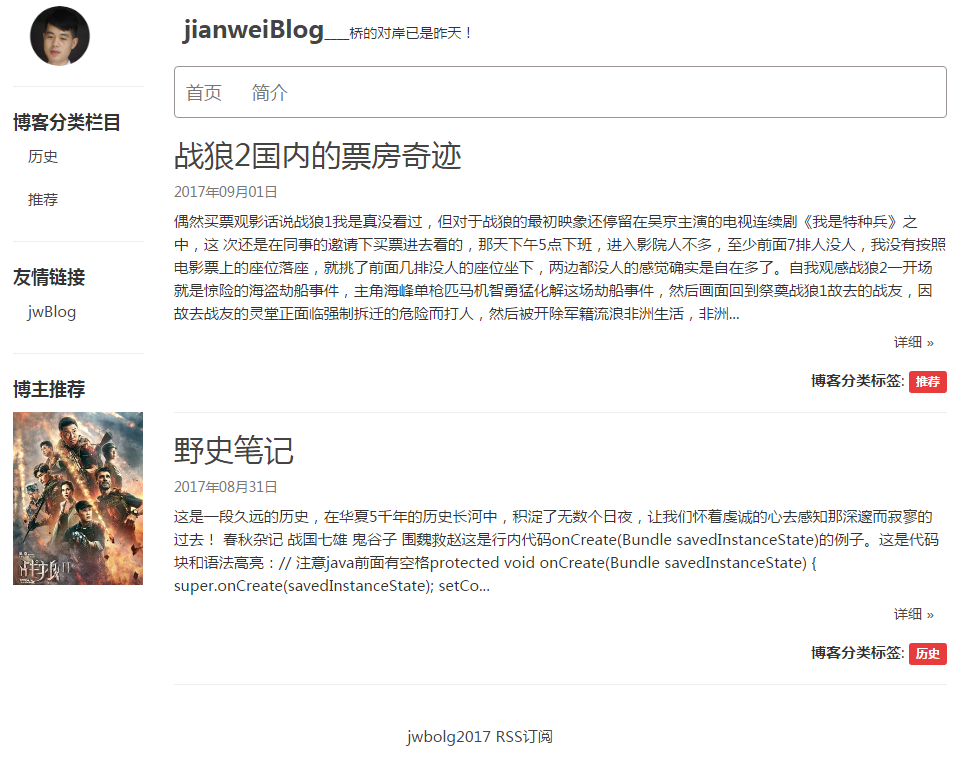 jianweiBlog____桥的对岸已是昨天！
首页 简介
博客分类栏目
历史
推荐
友情链接
jwBlog
博主推荐
战狼II
战狼2国内的票房奇迹
2017年09月01日
偶然买票观影话说战狼1我是真没看过，但对于战狼的最初映象还停留在吴京主演的电视连续剧《我是特种兵》之
中，这 次还是在同事的邀请下买票进去看的，那天下午5点下班，进入影院人不多，至少前面7排人没人，我没有按照
电影票上的座位落座，就挑了前面几排没人的座位坐下，两边都没人的感觉确实是自在多了。自我观感战狼2一开场
就是惊险的海盗劫船事件，主角海峰单枪匹马机智勇猛化解这场劫船事件，然后画面回到祭奠战狼1故去的战友，因
故去战友的灵堂正面临强制拆迁的危险而打人，然后被开除军籍流浪非洲生活，非洲...
详细 »
博客分类标签: 推荐
野史笔记
2017年08月31日
这是一段久远的历史，在华夏5千年的历史长河中，积淀了无数个日夜，让我们怀着虔诚的心去感知那深邃而寂寥的
过去！ 春秋杂记 战国七雄 鬼谷子 围魏救赵这是行内代码onCreate(Bundle savedInstanceState)的例子。这是代码
块和语法高亮：// 注意java前面有空格protected void onCreate(Bundle savedInstanceState) {
super.onCreate(savedInstanceState); setCo...
详细 »
博客分类标签: 历史
jwbolg2017 RSS订阅